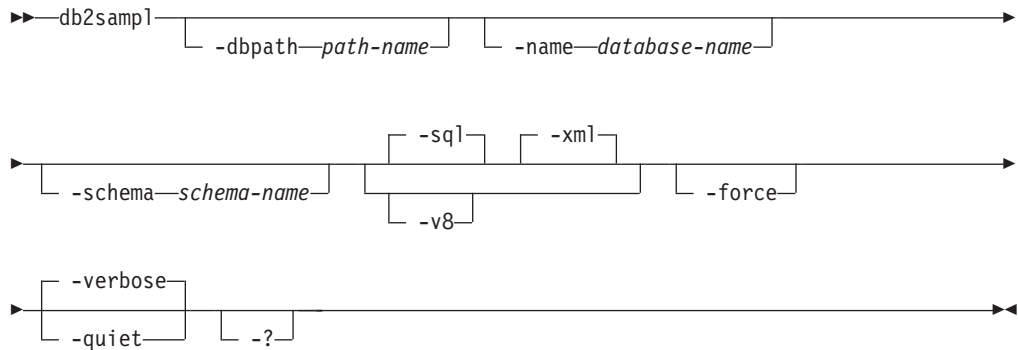 db2sampl
-dbpath path-name -name database-name
-sql -xml
-schema schema-name -force
-v8
-verbose
-quiet -?